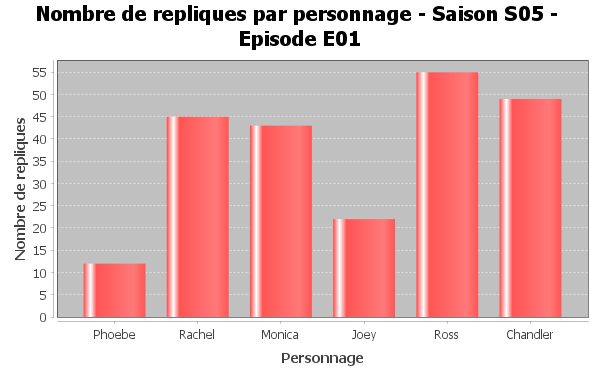 Nombre de repliques par personnage - Saison S05 -
Episode E01
Nombre de repliques
55
50
45
40
35
30
25
20
15
10
5
0
Phoebe Rachel Monica Joey Ross Chandler
Personnage